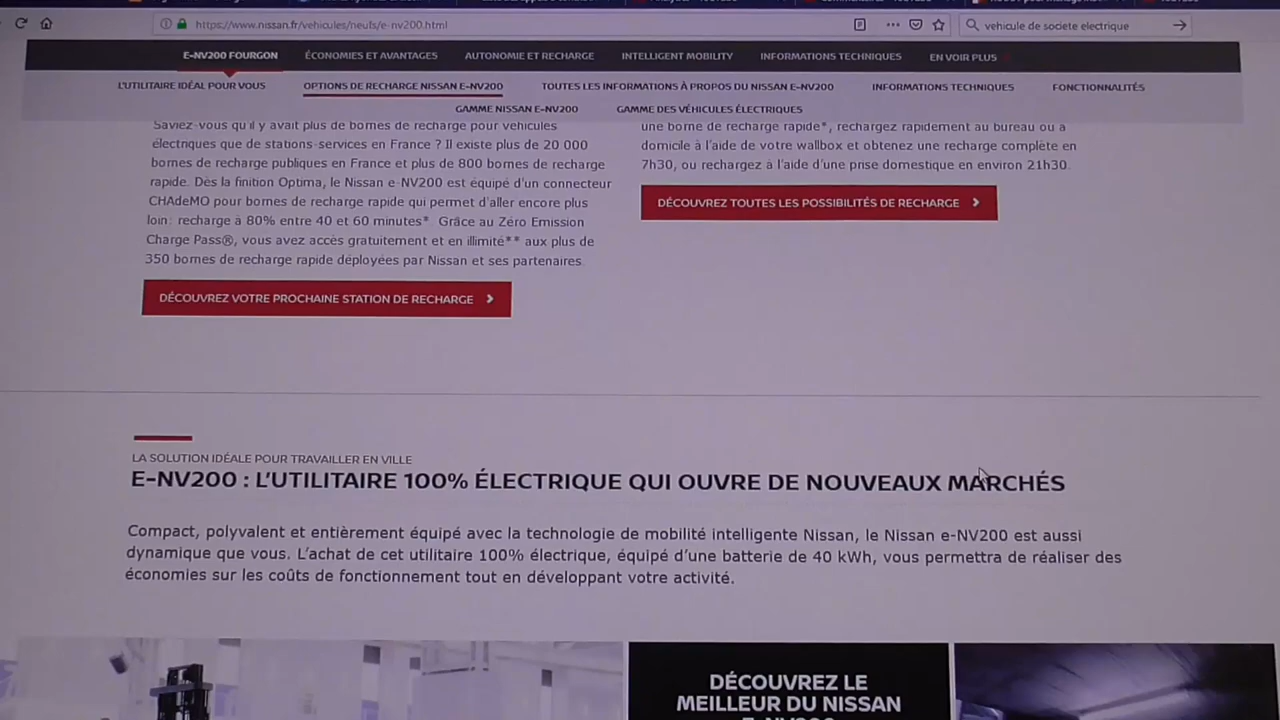 https://www.nissan.fr/vehicules/neufs/e-nv200.html
vehicule de societe electrique
E-NV200 FOURGON ÉCONOMIES ET AVANTAGES AUTONOMIE ET RECHARGE INTELLIGENT MOBILITY INFORMATIONS TECHNIQUES EN VOIR PLUS
L'UTILITAIRE IDÉAL POUR VOUS OPTIONS DE RECHARGE NISSAN E-NV200 TOUTES LES INFORMATIONS À PROPOS DU NISSAN E-NV200 INFORMATIONS TECHNIQUES FONCTIONNALITÉS
GAMME NISSAN E-NV200 GAMME DES VÉHICULES ÉLECTRIQUES
Saviez-vous qu'il y avait plus de bornes de recharge pour véhicules
électriques que de stations-services en France ? Il existe plus de 20 000
bornes de recharge publiques en France et plus de 800 bornes de recharge
rapide. Dès la finition Optima, le Nissan e-NV200 est équipé d'un connecteur
CHAdeMO pour bornes de recharge rapide qui permet d'aller encore plus
loin : recharge à 80% entre 40 et 60 minutes* Grâce au Zéro Emission
Charge Pass®, vous avez accès gratuitement et en illimité** aux plus de
350 bornes de recharge rapide déployées par Nissan et ses partenaires.
DÉCOUVREZ VOTRE PROCHAINE STATION DE RECHARGE
une borne de recharge rapide*, rechargez rapidement au bureau ou à
domicile à l'aide de votre wallbox et obtenez une recharge complète en
7h30, ou rechargez à l'aide d'une prise domestique en environ 21h30.
DÉCOUVREZ TOUTES LES POSSIBILITÉS DE RECHARGE
LA SOLUTION IDÉALE POUR TRAVAILLER EN VILLE
E-NV200 : L'UTILITAIRE 100% ÉLECTRIQUE QUI OUVRE DE NOUVEAUX MARCHÉS
Compact, polyvalent et entièrement équipé avec la technologie de mobilité intelligente Nissan, le Nissan e-NV200 est aussi
dynamique que vous. L'achat de cet utilitaire 100% électrique, équipé d'une batterie de 40 kWh, vous permettra de réaliser des
économies sur les coûts de fonctionnement tout en développant votre activité.
DÉCOUVREZ LE
MEILLEUR DU NISSAN
E-NV200